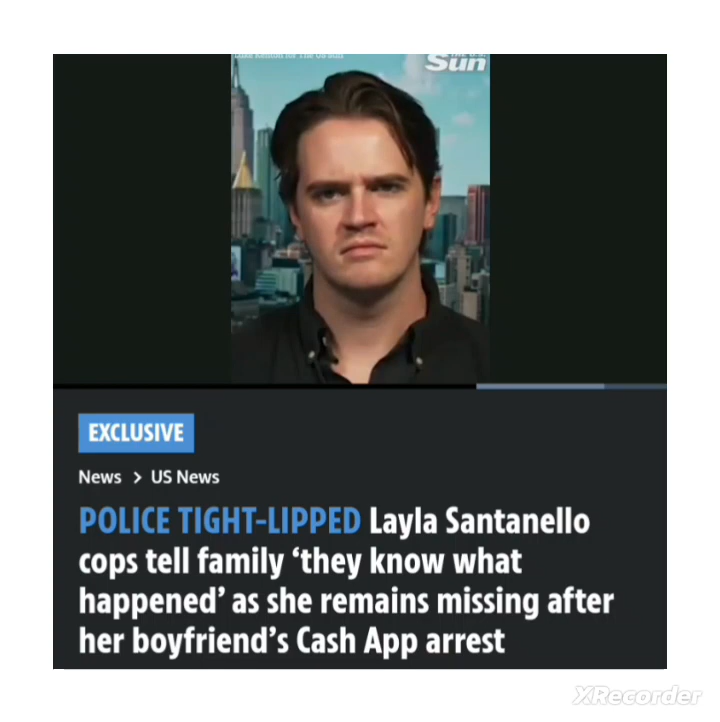 THE U.S.
Sun
EXCLUSIVE
News > US News
POLICE TIGHT-LIPPED Layla Santanello
cops tell family ‘they know what
happened’ as she remains missing after
her boyfriend’s Cash App arrest
XRecorder